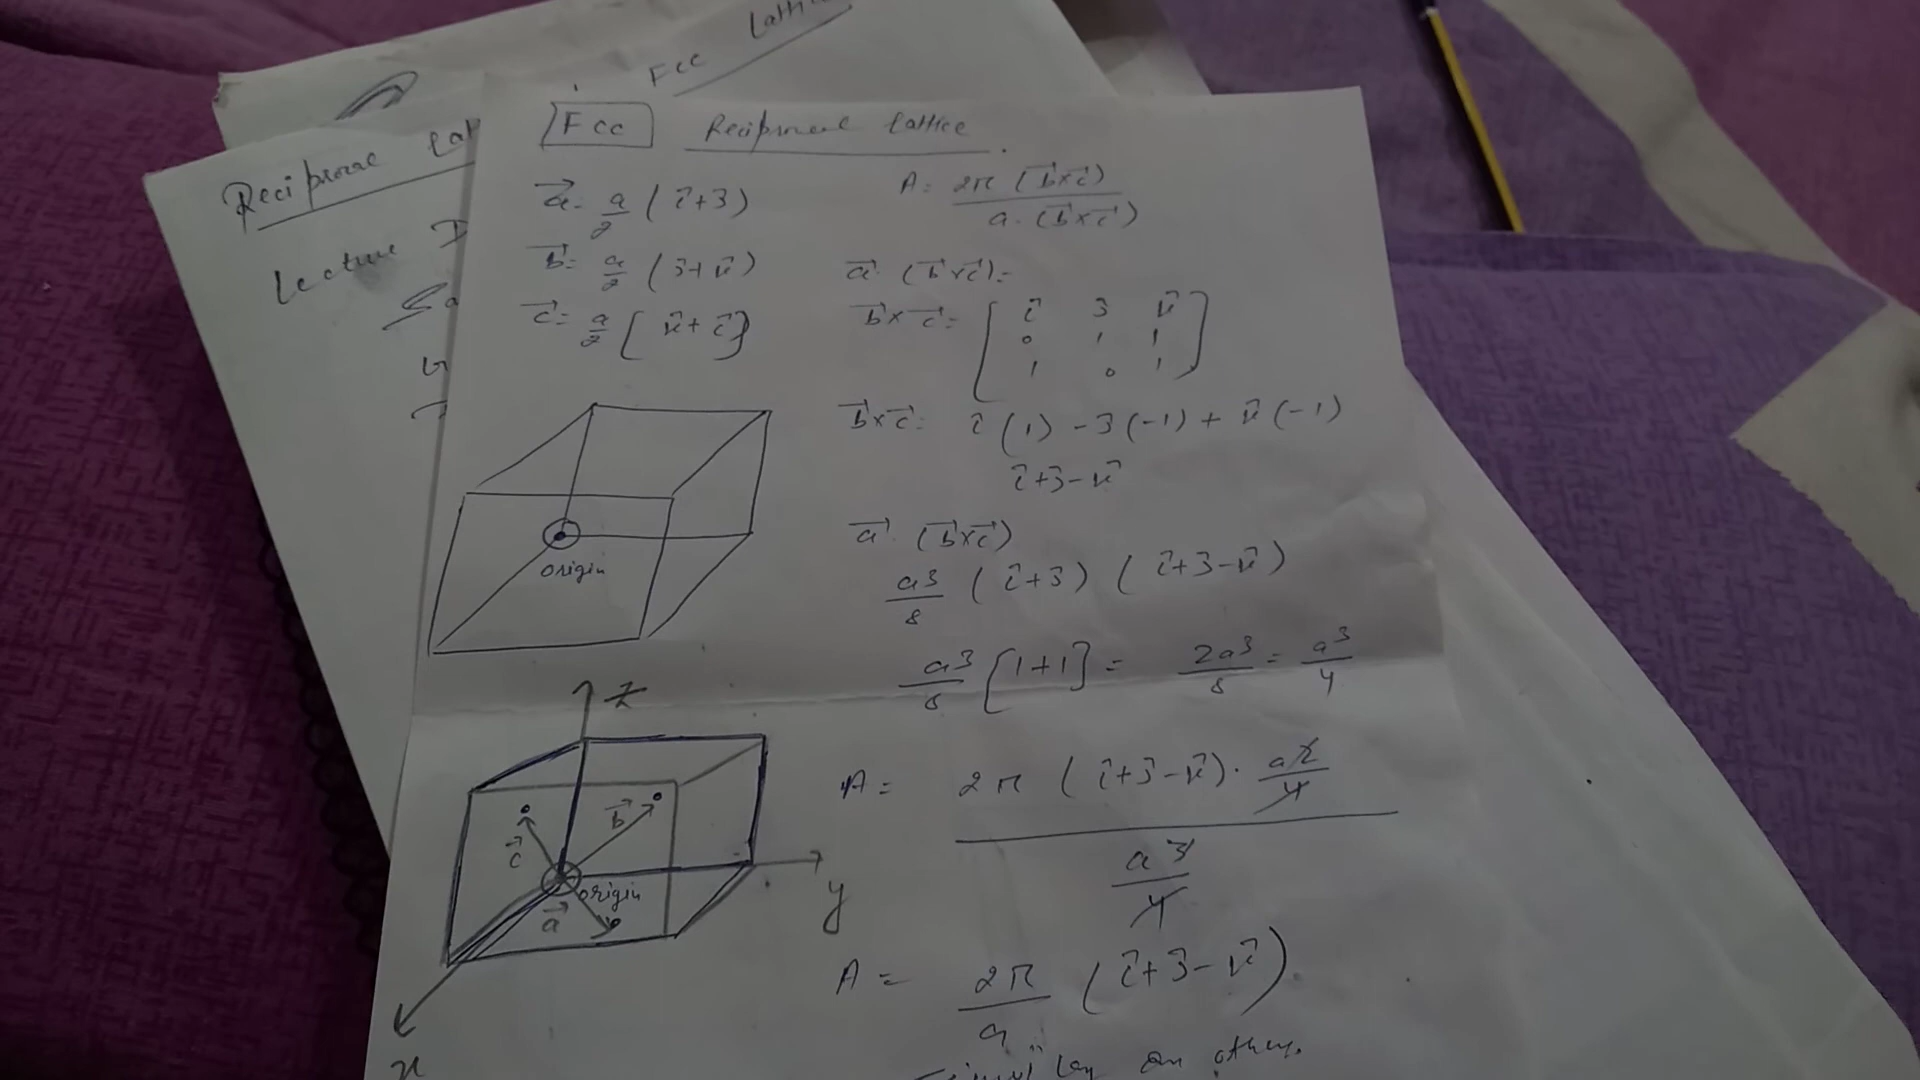 Fcc Lattice
Reciprocal Lat
Lecture
Fcc Reciprocal Lattice
a⃗ = a/2 (î+ĵ)
b⃗ = a/2 (ĵ+k̂)
c⃗ = a/2 [k̂+î]
A = 2π (b⃗×c⃗) / a. (b⃗×c⃗)
a⃗. (b⃗×c⃗)=
b⃗×c⃗ = [ î ĵ k̂
0 1 1
1 0 1 ]
b⃗×c⃗ = î (1) - ĵ (-1) + k̂ (-1)
î+ĵ-k̂
a⃗. (b⃗×c⃗)
a³/8 (î+ĵ) (î+ĵ-k̂)
a³/8 [1+1] = 2a³/8 = a³/4
A = 2π (î+ĵ-k̂). a²/4 / a³/4
A = 2π/a (î+ĵ-k̂)
on other.
origin
z
b⃗
c⃗
origin
a⃗
y
x